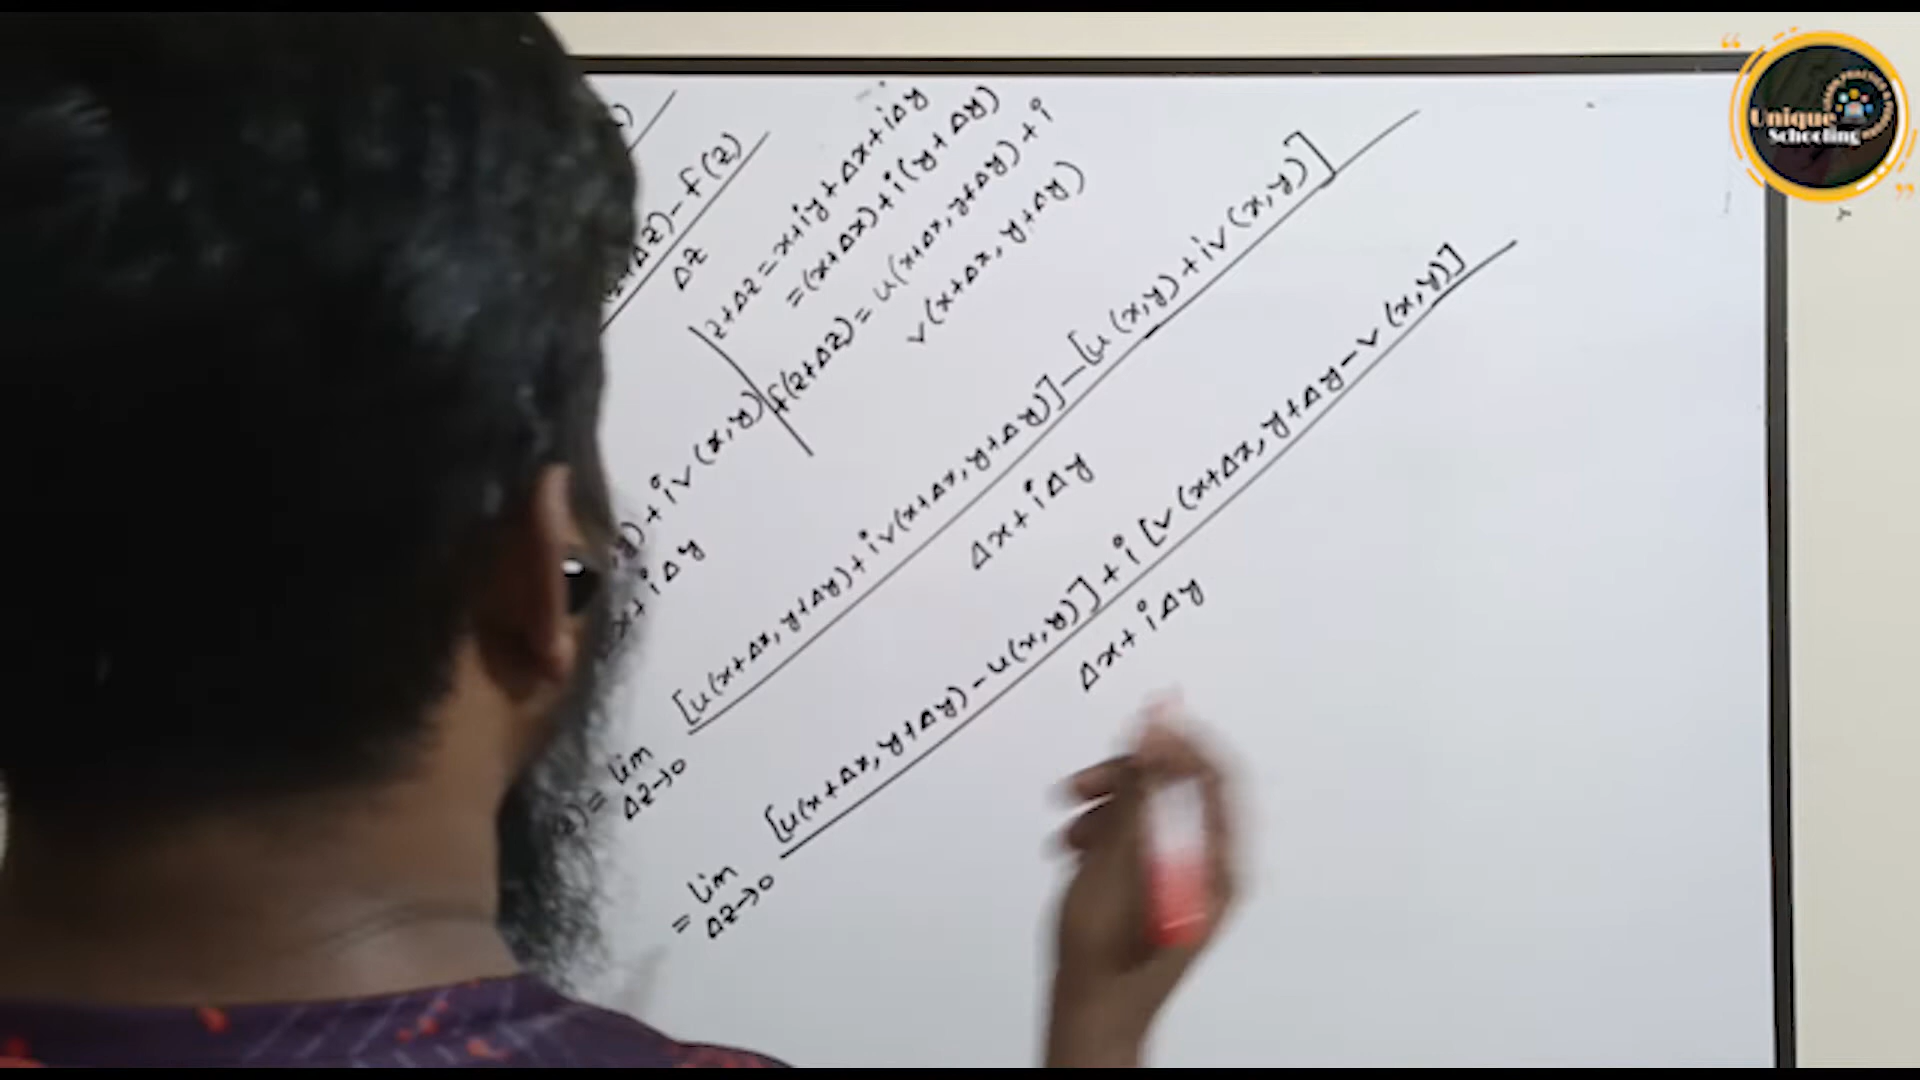 Δz)-f(z)
Δz
z+Δz=x+iy+Δx+iΔy
=(x+Δx)+i(y+Δy)
f(z+Δz)=u(x+Δx, y+Δy)+i
v(x+Δx, y+Δy)
)+iv(x,y)
x+iΔy
=lim [u(x+Δx, y+Δy)+iv(x+Δx, y+Δy)]-[u(x,y)+iv(x,y)]
Δz→0 Δx+iΔy
=lim [u(x+Δx, y+Δy)-u(x,y)]+i[v(x+Δx, y+Δy-v(x,y)]
Δz→0 Δx+iΔy
Unique
Schooling